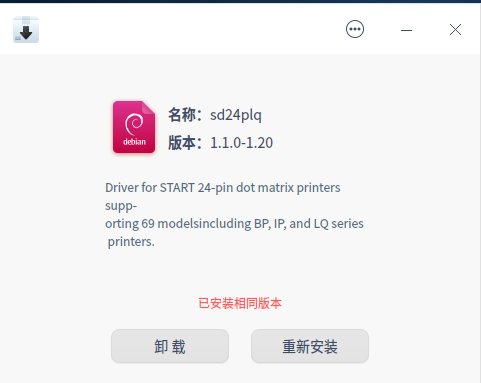 名称：sd24plq
debian
版本：1.1.0-1.20
Driver for START 24-pin dot matrix printers
supp-
orting 69 modelsincluding BP, IP, and LQ series
printers.
已安装相同版本
卸 载
重新安装